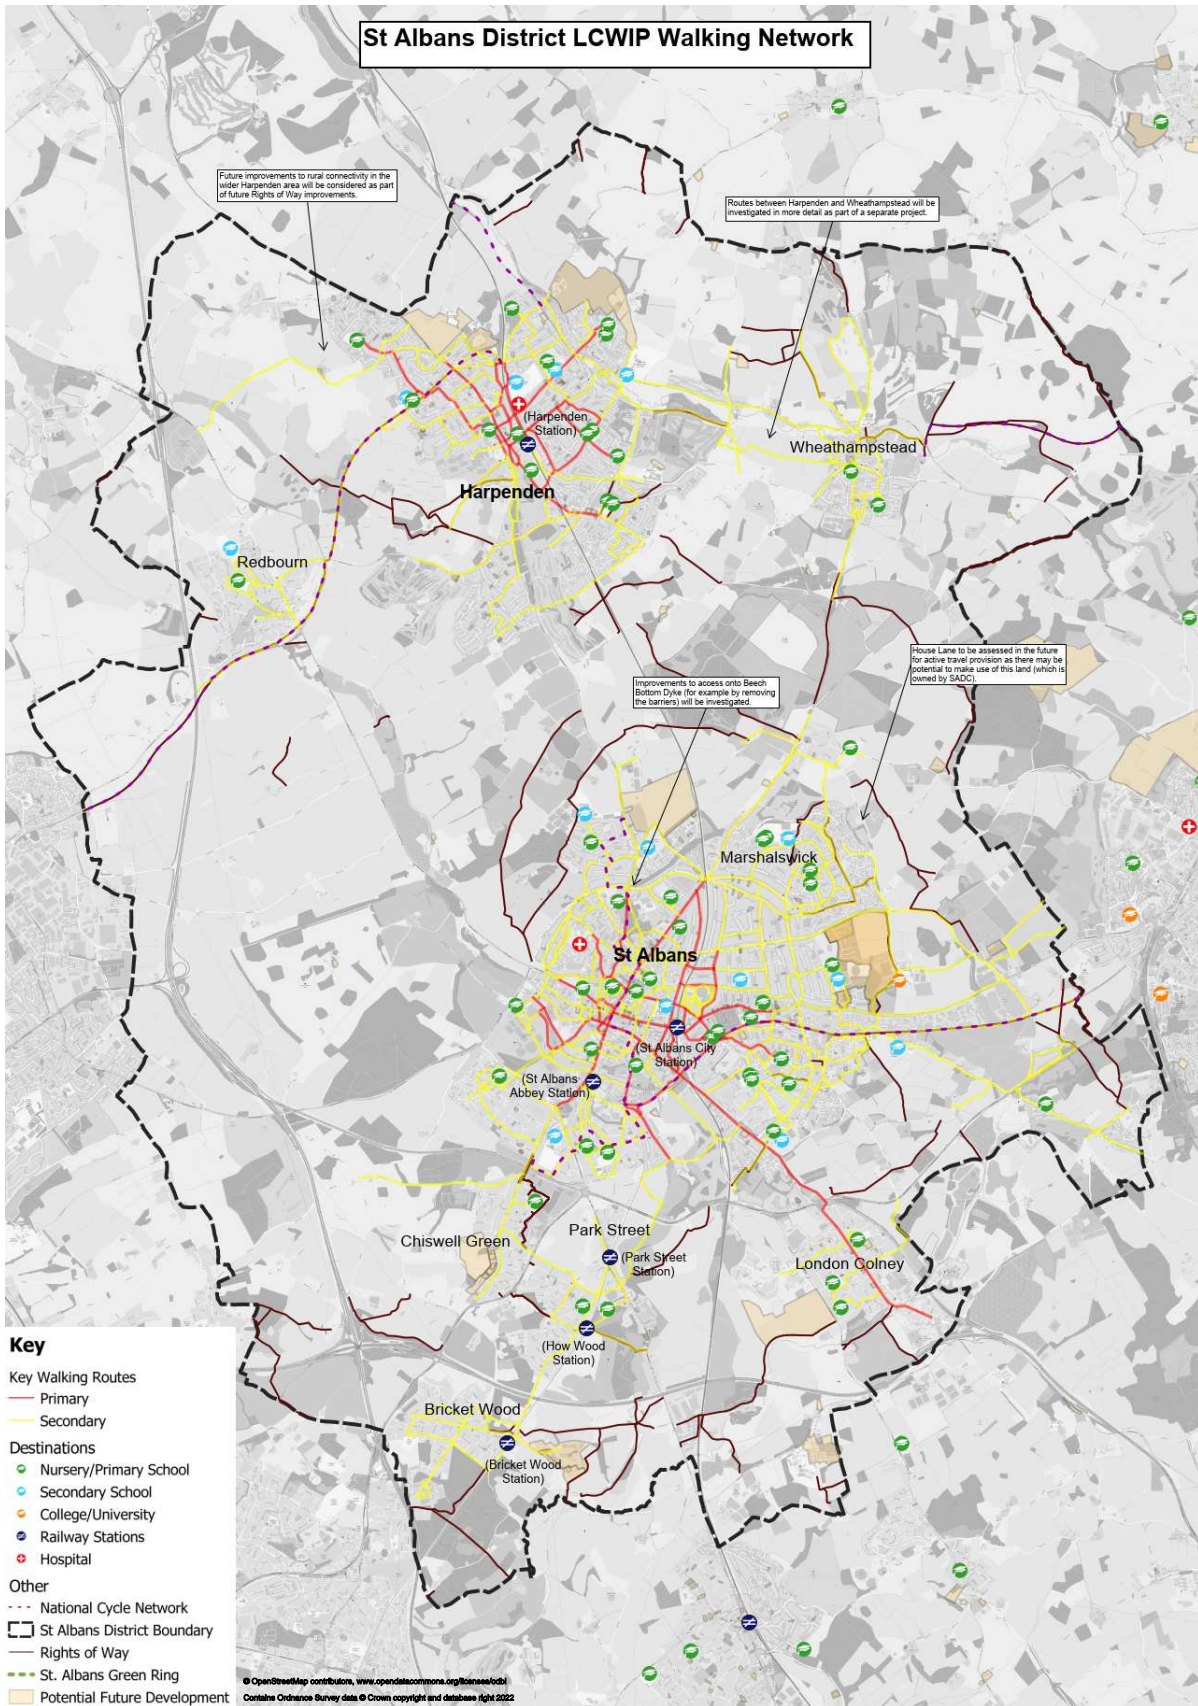 St Albans District LCWIP Walking Network
Future improvements to rural connectivity in the
wider Harpenden area will be considered as part
of future Rights of Way improvements.
Routes between Harpenden and Wheathampstead will be
investigated in more detail as part of a separate project.
(Harpenden
Station)
Wheathampstead
Harpenden
Redbourn
House Lane to be assessed in the future
for active travel provision as there may be
potential to make use of this land (which is
owned by SADC).
Improvements to access onto Beech
Bottom Dyke (for example by removing
the barriers) will be investigated.
Marshalswick
St Albans
(St Albans City
Station)
(St Albans
Abbey Station)
Park Street
Chiswell Green
(Park Street
Station)
London Colney
(How Wood
Station)
Bricket Wood
(Bricket Wood
Station)
Key
Key Walking Routes
Primary
Secondary
Destinations
Nursery/Primary School
Secondary School
College/University
Railway Stations
Hospital
Other
National Cycle Network
St Albans District Boundary
Rights of Way
St. Albans Green Ring
Potential Future Development
© OpenStreetMap contributors, www.opendatacommons.org/licenses/odbl
Contains Ordnance Survey data © Crown copyright and database right 2022